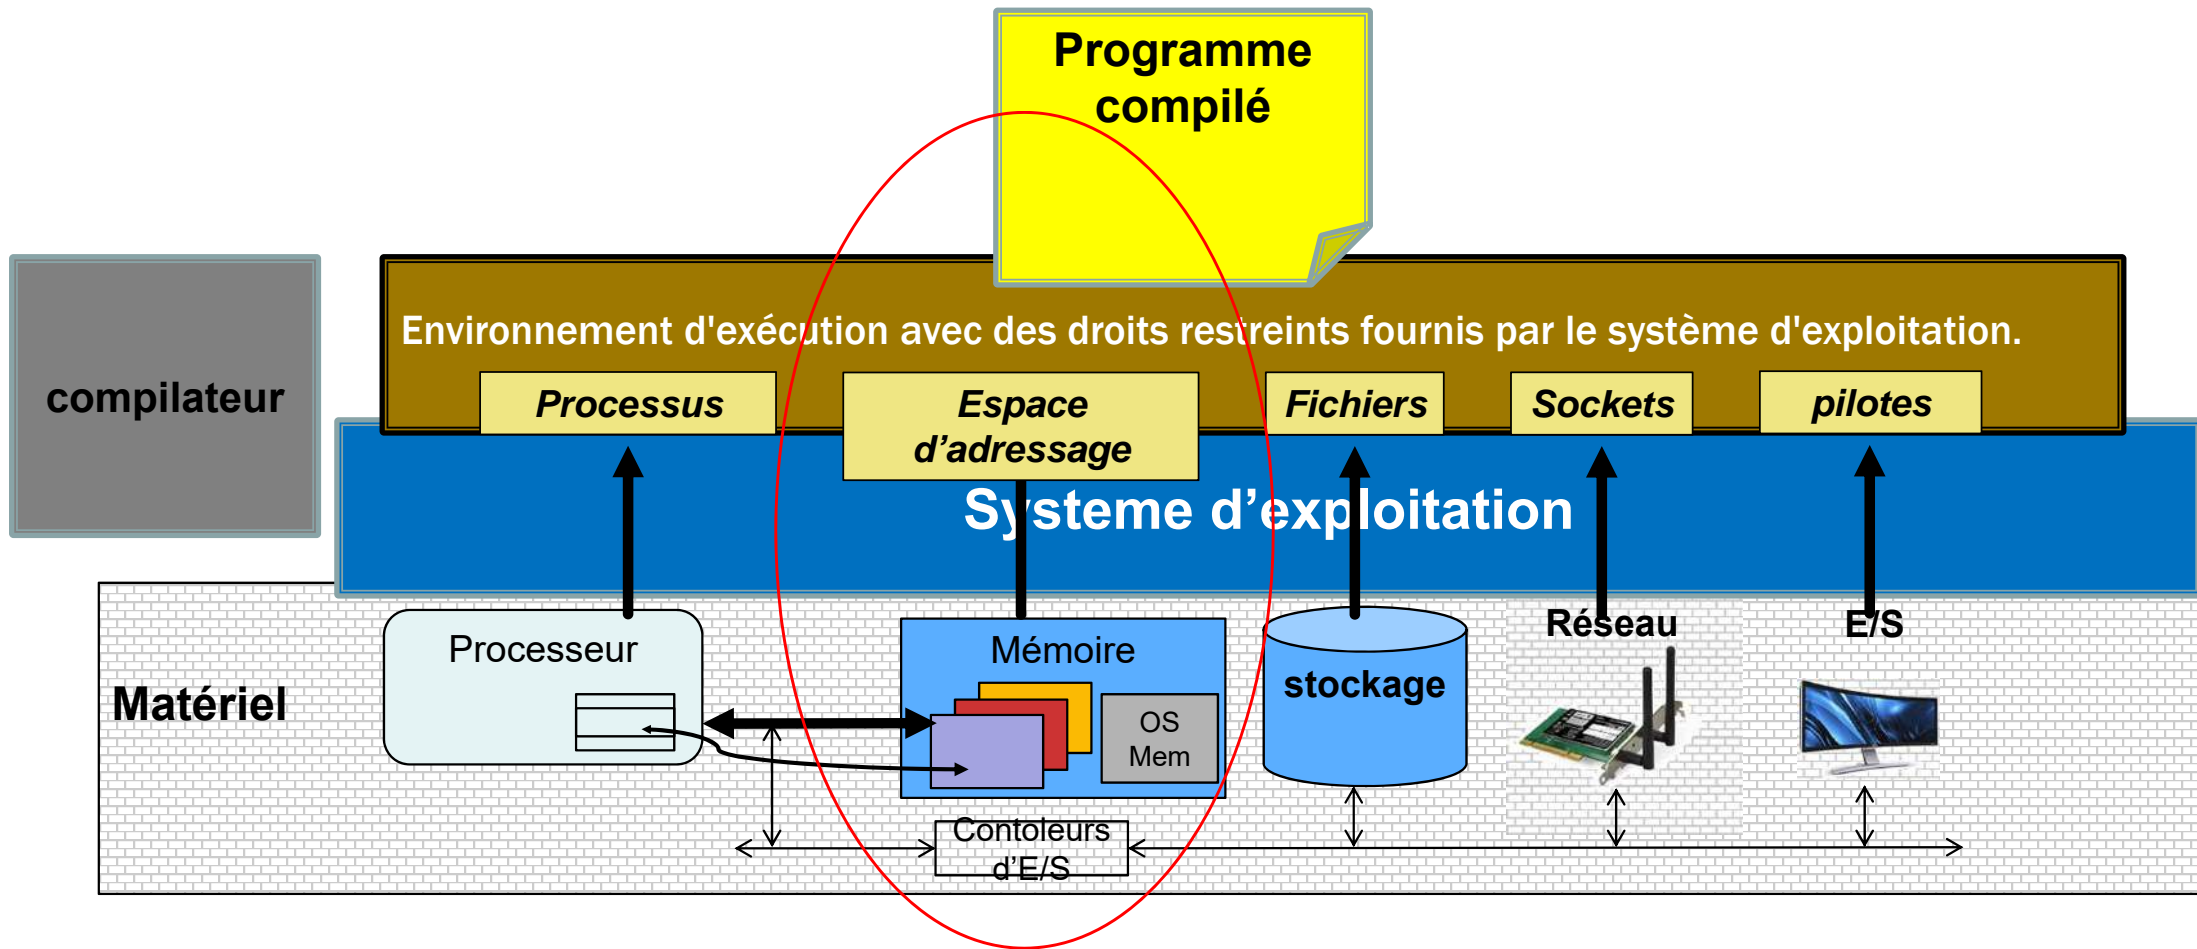 Programme
compilé
Environnement d'exécution avec des droits restreints fournis par le système d'exploitation.
compilateur
Processus
Espace
d’adressage
Fichiers
Sockets
pilotes
Systeme d’exploitation
Matériel
Processeur
Mémoire
OS
Mem
stockage
Réseau
E/S
Contoleurs
d’E/S